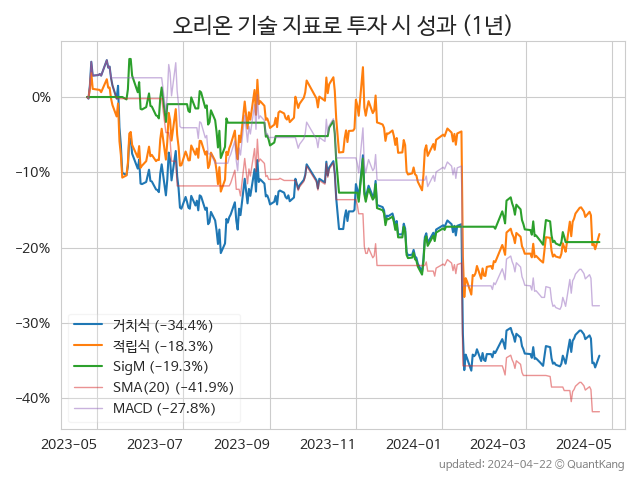 오리온 기술 지표로 투자 시 성과 (1년)
0%
−10%
−20%
−30%
−40%
거치식 (−34.4%)
적립식 (−18.3%)
SigM (−19.3%)
SMA(20) (−41.9%)
MACD (−27.8%)
2023−05 2023−07 2023−09 2023−11 2024−01 2024−03 2024−05
updated: 2024−04−22 © QuantKang